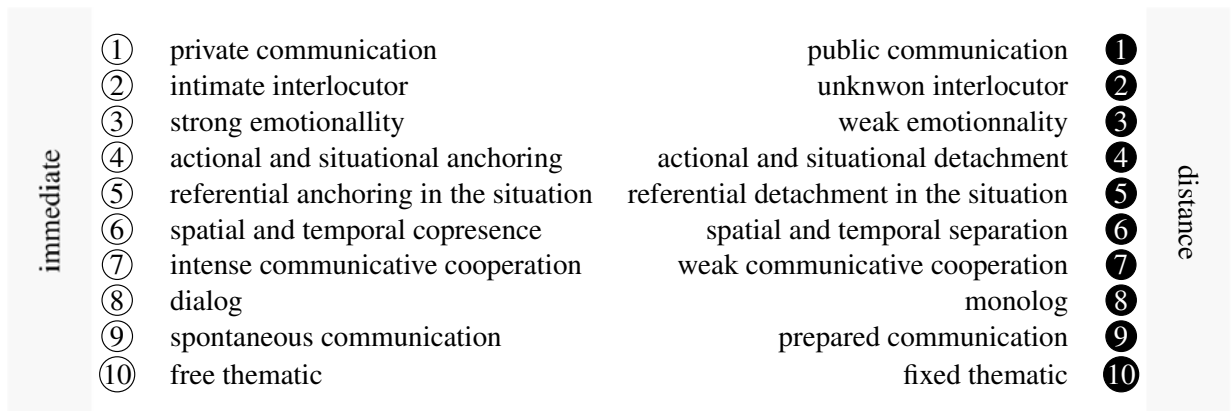 immediate
① private communication public communication ❶
② intimate interlocutor unknwon interlocutor ❷
③ strong emotionallity weak emotionnality ❸
④ actional and situational anchoring actional and situational detachment ❹
⑤ referential anchoring in the situation referential detachment in the situation ❺
⑥ spatial and temporal copresence spatial and temporal separation ❻
⑦ intense communicative cooperation weak communicative cooperation ❼
⑧ dialog monolog ❽
⑨ spontaneous communication prepared communication ❾
⑩ free thematic fixed thematic ❿
distance